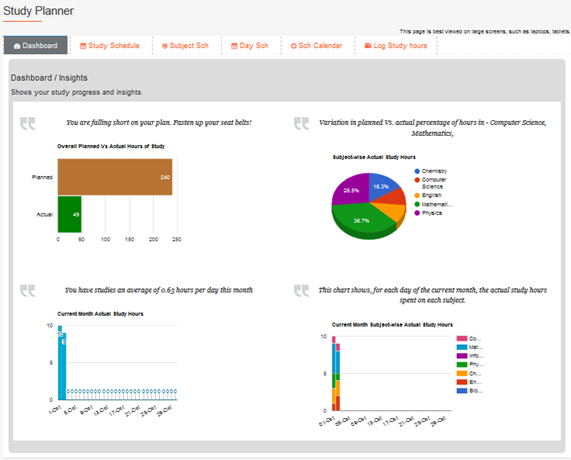 Study Planner
This page is best viewed on large screens, such as laptops, tablets.
Dashboard
Study Schedule
Subject Sch
Day Sch
Sch Calendar
Log Study hours
Dashboard / Insights
Shows your study progress and insights.
You are falling short on your plan. Fasten up your seat belts!
Overall Planned Vs Actual Hours of Study
Planned
240
Actual
49
0 50 100 150 200 250
Variation in planned Vs. actual percentage of hours in - Computer Science,
Mathematics,
Subject-wise Actual Study Hours
26.5%
16.3%
36.7%
Chemistry
Computer
Science
English
Mathemati...
Physics
You have studies an average of 0.63 hours per day this month
Current Month Actual Study Hours
10
5
0
1-Oct 5-Oct 9-Oct 13-Oct 17-Oct 21-Oct 25-Oct 29-Oct
This chart shows, for each day of the current month, the actual study hours
spent on each subject.
Current Month Subject-wise Actual Study Hours
10
5
0
01-Oct 05-Oct 09-Oct 13-Oct 17-Oct 21-Oct 25-Oct 29-Oct
Co...
Mat...
Info...
Phy...
Ch...
En...
Bio...